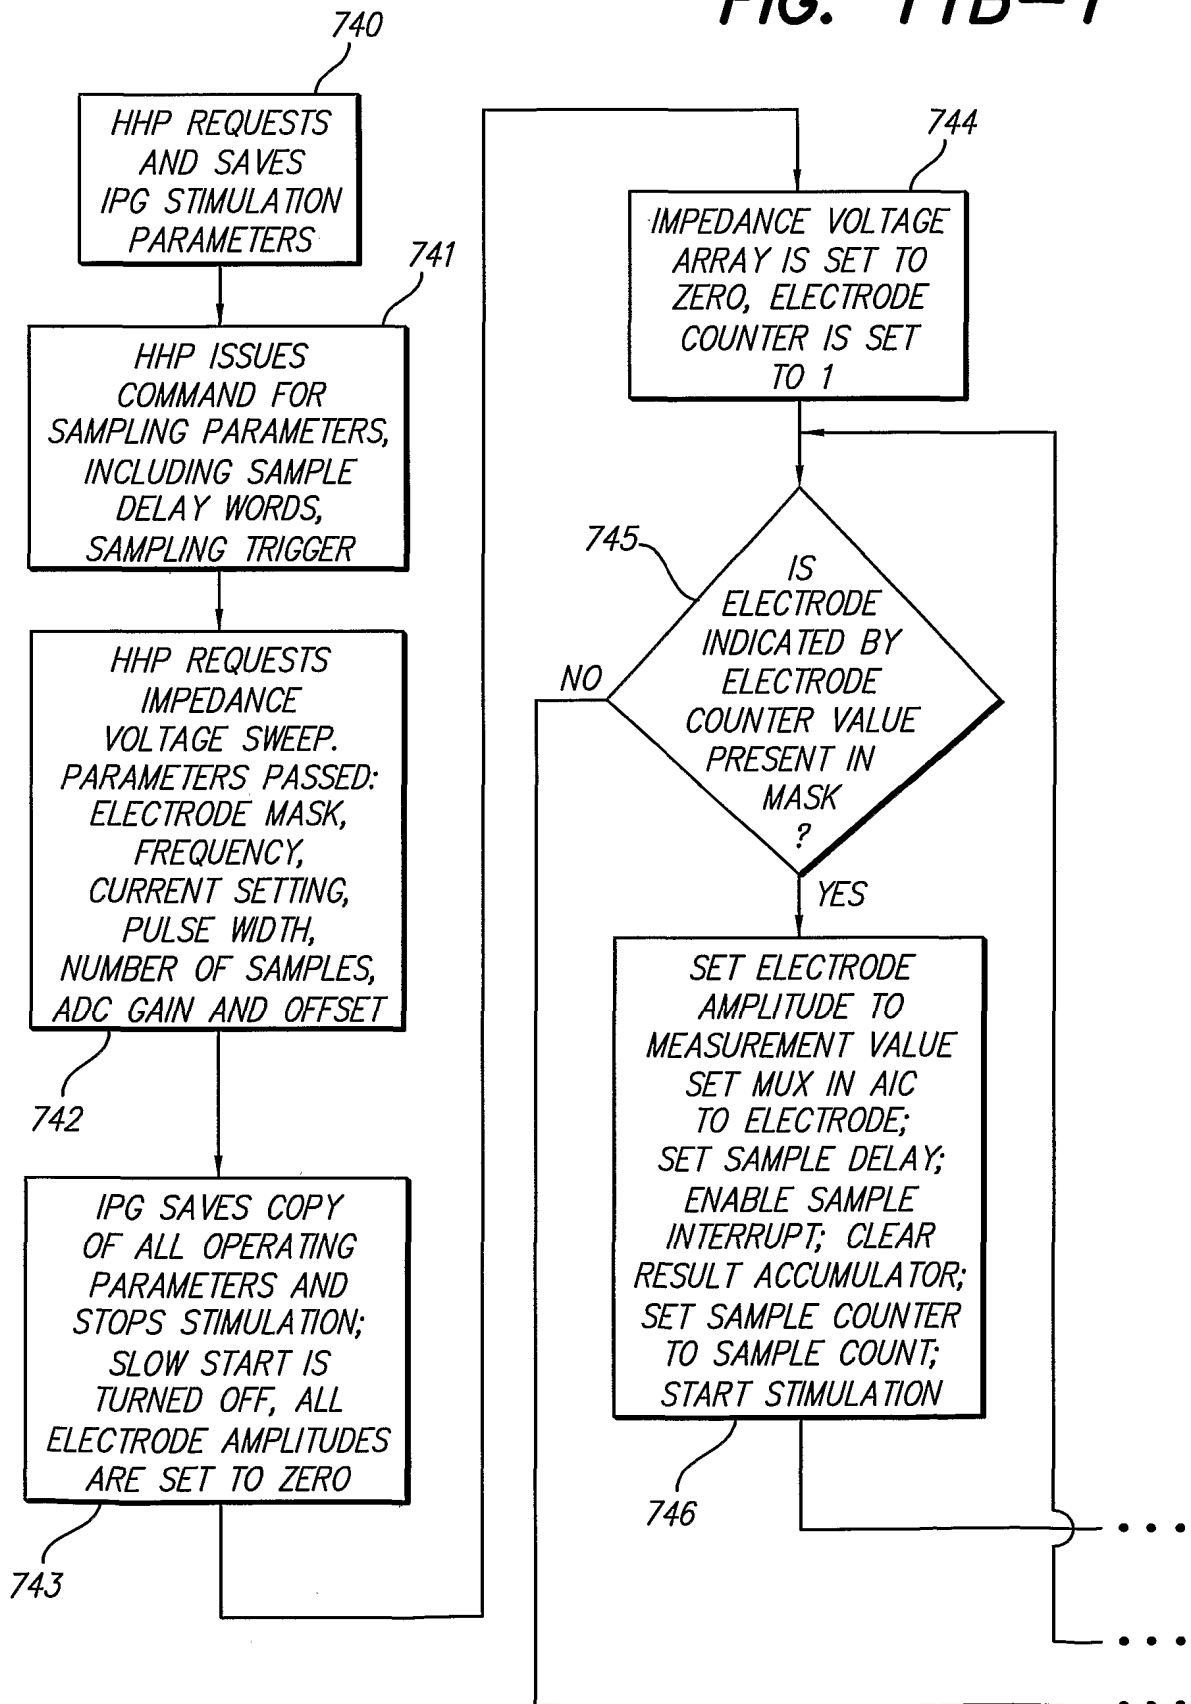 FIG. 11B-1
740
HHP REQUESTS
AND SAVES
IPG STIMULATION
PARAMETERS
741
HHP ISSUES
COMMAND FOR
SAMPLING PARAMETERS,
INCLUDING SAMPLE
DELAY WORDS,
SAMPLING TRIGGER
HHP REQUESTS
IMPEDANCE
VOLTAGE SWEEP.
PARAMETERS PASSED:
ELECTRODE MASK,
FREQUENCY,
CURRENT SETTING,
PULSE WIDTH,
NUMBER OF SAMPLES,
ADC GAIN AND OFFSET
742
IPG SAVES COPY
OF ALL OPERATING
PARAMETERS AND
STOPS STIMULATION;
SLOW START IS
TURNED OFF, ALL
ELECTRODE AMPLITUDES
ARE SET TO ZERO
743
744
IMPEDANCE VOLTAGE
ARRAY IS SET TO
ZERO, ELECTRODE
COUNTER IS SET
TO 1
745
IS
ELECTRODE
INDICATED BY
ELECTRODE
COUNTER VALUE
PRESENT IN
MASK
?
NO
YES
SET ELECTRODE
AMPLITUDE TO
MEASUREMENT VALUE
SET MUX IN AIC
TO ELECTRODE;
SET SAMPLE DELAY;
ENABLE SAMPLE
INTERRUPT; CLEAR
RESULT ACCUMULATOR;
SET SAMPLE COUNTER
TO SAMPLE COUNT;
START STIMULATION
746